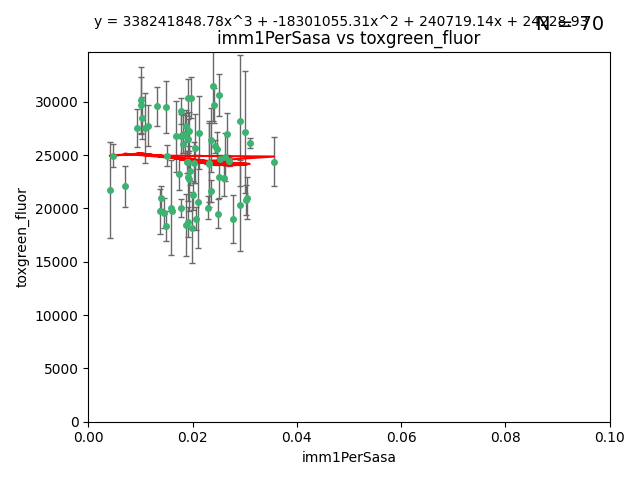 y = 338241848.78x^3 + -18301055.31x^2 + 240719.14x + 24228.93
N = 70
imm1PerSasa vs toxgreen_fluor
30000
25000
20000
15000
10000
5000
0
toxgreen_fluor
0.00 0.02 0.04 0.06 0.08 0.10
imm1PerSasa